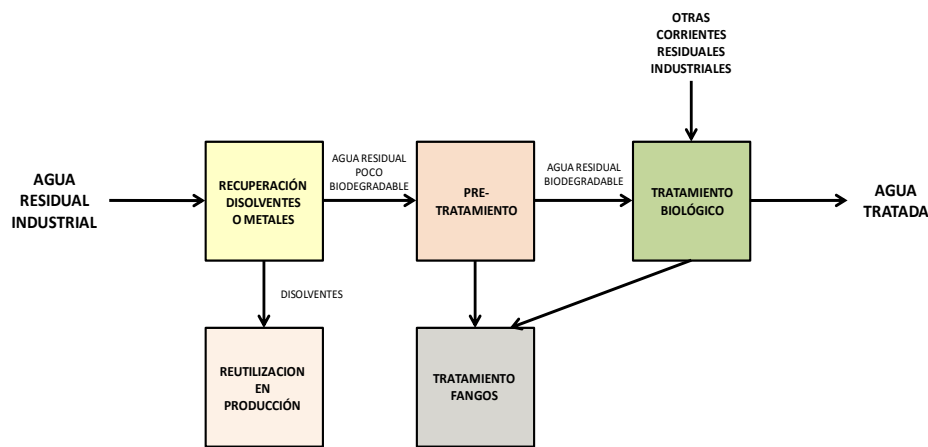 OTRAS
CORRIENTES
RESIDUALES
INDUSTRIALES
AGUA
RESIDUAL
INDUSTRIAL
RECUPERACIÓN
DISOLVENTES
O METALES
AGUA RESIDUAL
POCO
BIODEGRADABLE
PRE-
TRATAMIENTO
AGUA RESIDUAL
BIODEGRADABLE
TRATAMIENTO
BIOLÓGICO
AGUA
TRATADA
DISOLVENTES
REUTILIZACION
EN
PRODUCCIÓN
TRATAMIENTO
FANGOS